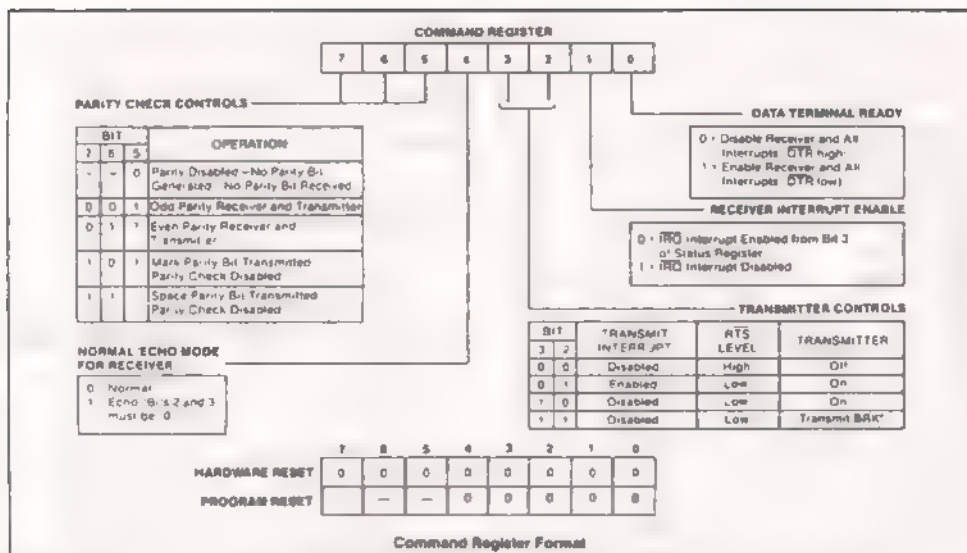 COMMAND REGISTER
7 6 5 4 3 2 1 0
PARITY CHECK CONTROLS
BIT OPERATION
7 6 5
– – 0 Parity Disabled – No Parity Bit
Generated – No Parity Bit Received
0 0 1 Odd Parity Receiver and Transmitter
0 1 1 Even Parity Receiver and
Transmitter
1 0 1 Mark Parity Bit Transmitted
Parity Check Disabled
1 1 Space Parity Bit Transmitted
Parity Check Disabled
NORMAL ECHO MODE
FOR RECEIVER
0 Normal
1 Echo (Bits 2 and 3
must be 0
DATA TERMINAL READY
0 = Disable Receiver and All
Interrupts (DTR high)
1 = Enable Receiver and All
Interrupts (DTR low)
RECEIVER INTERRUPT ENABLE
0 = IRQ Interrupt Enabled from Bit 3
of Status Register
1 = IRQ Interrupt Disabled
TRANSMITTER CONTROLS
BIT TRANSMIT RTS TRANSMITTER
3 2 INTERRUPT LEVEL
0 0 Disabled High Off
0 1 Enabled Low On
1 0 Disabled Low On
1 1 Disabled Low Transmit BRK
7 6 5 4 3 2 1 0
HARDWARE RESET 0 0 0 0 0 0 0 0
PROGRAM RESET – – 0 0 0 0 0
Command Register Format